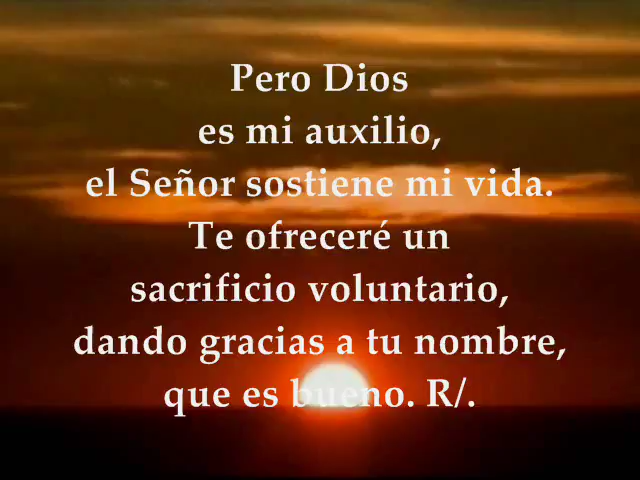 Pero Dios
es mi auxilio,
el Señor sostiene mi vida.
Te ofreceré un
sacrificio voluntario,
dando gracias a tu nombre,
que es bueno. R/.